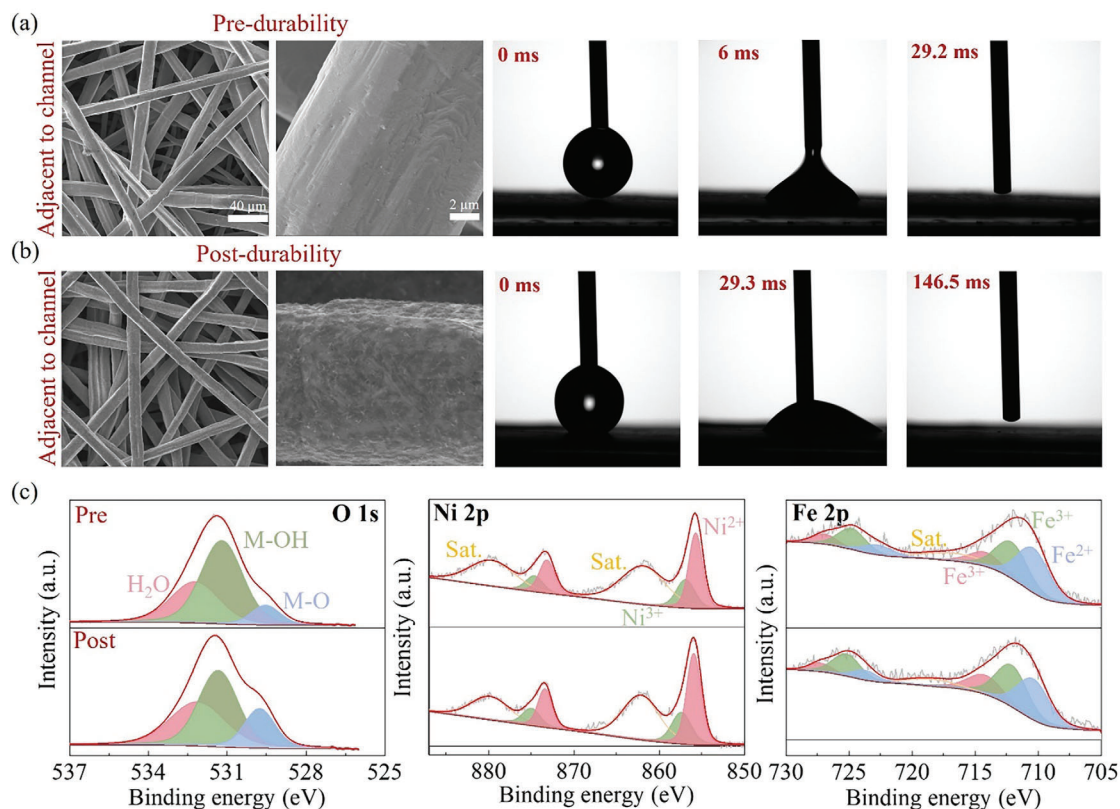 (a)
Pre-durability
Adjacent to channel
40 μm
2 μm
0 ms
6 ms
29.2 ms
(b)
Post-durability
Adjacent to channel
0 ms
29.3 ms
146.5 ms
(c)
Intensity (a.u.)
Pre
O 1s
M-OH
H₂O
M-O
Post
537 534 531 528 525
Binding energy (eV)
Intensity (a.u.)
Ni 2p
Ni²⁺
Sat.
Sat.
Ni³⁺
880 870 860 850
Binding energy (eV)
Intensity (a.u.)
Fe 2p
Fe³⁺
Sat.
Fe²⁺
Fe³⁺
730 725 720 715 710 705
Binding energy (eV)